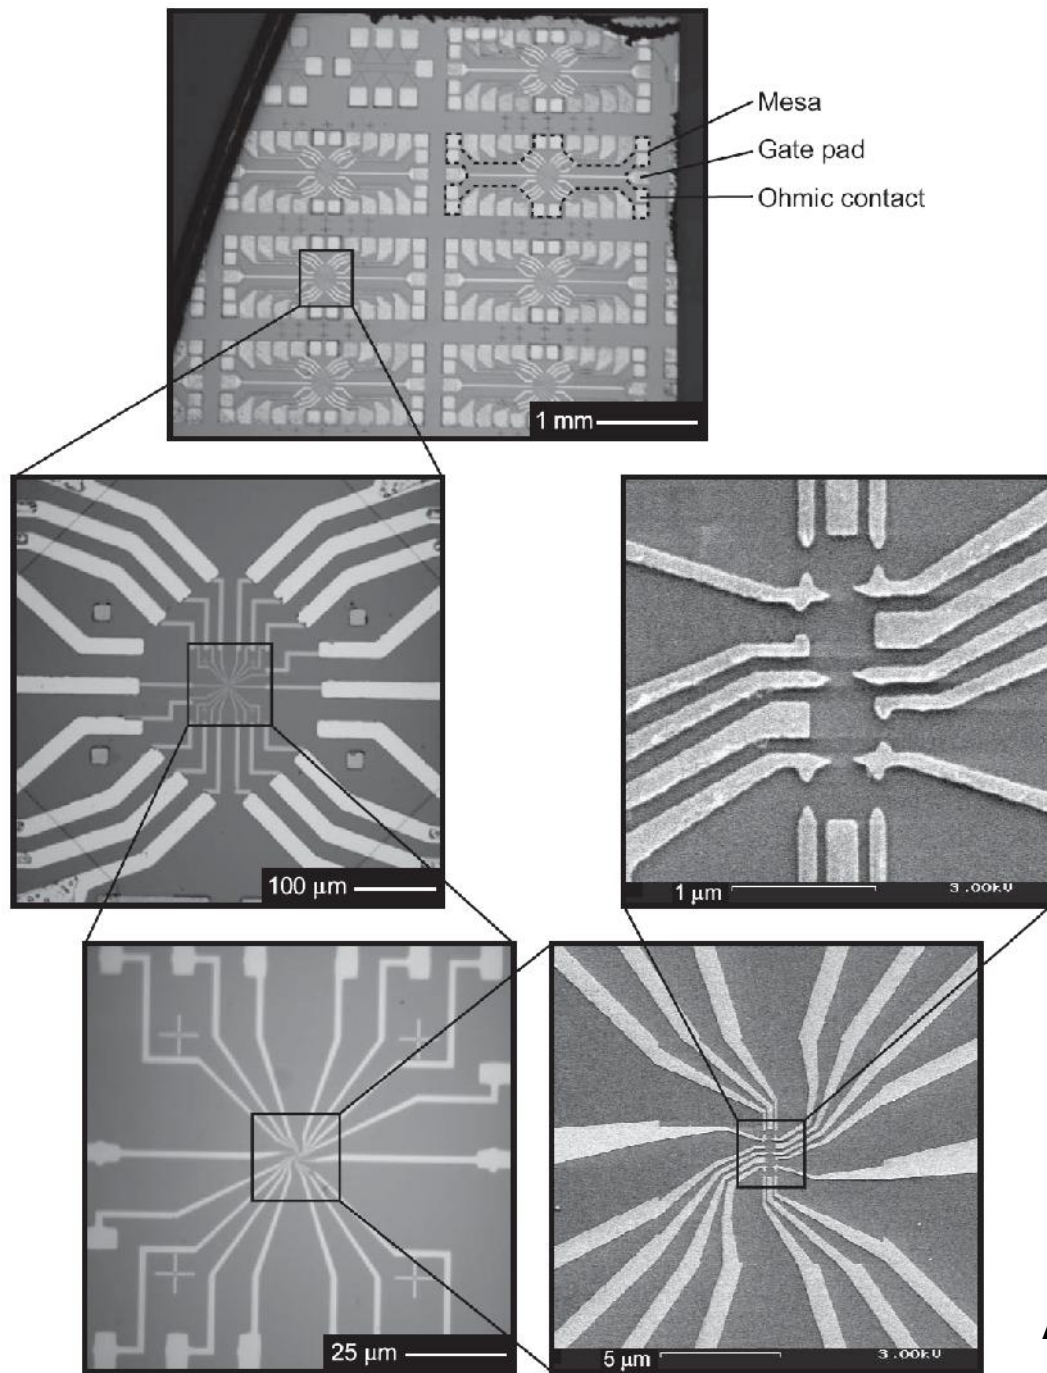 Mesa
Gate pad
Ohmic contact
1 mm
100 µm
1 µm 3.00kV
25 µm
5 µm 3.00kV